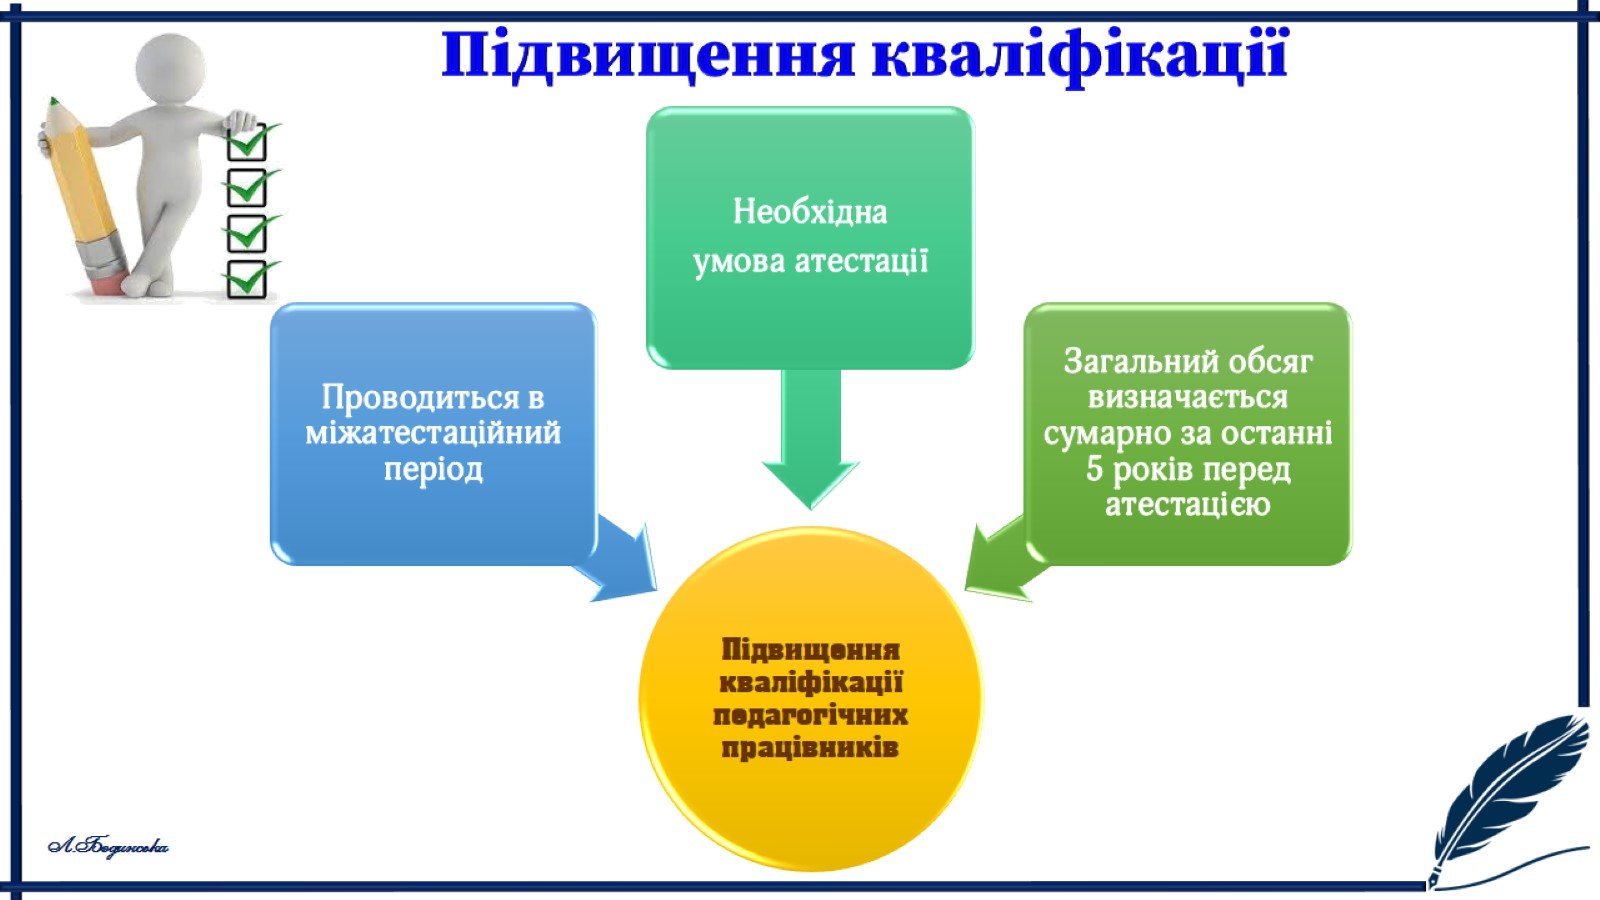 Підвищення кваліфікації
Необхідна
умова атестації
Проводиться в
міжатестаційний
період
Загальний обсяг
визначається
сумарно за останні
5 років перед
атестацією
Підвищення
кваліфікації
педагогічних
працівників
Л.Бединська